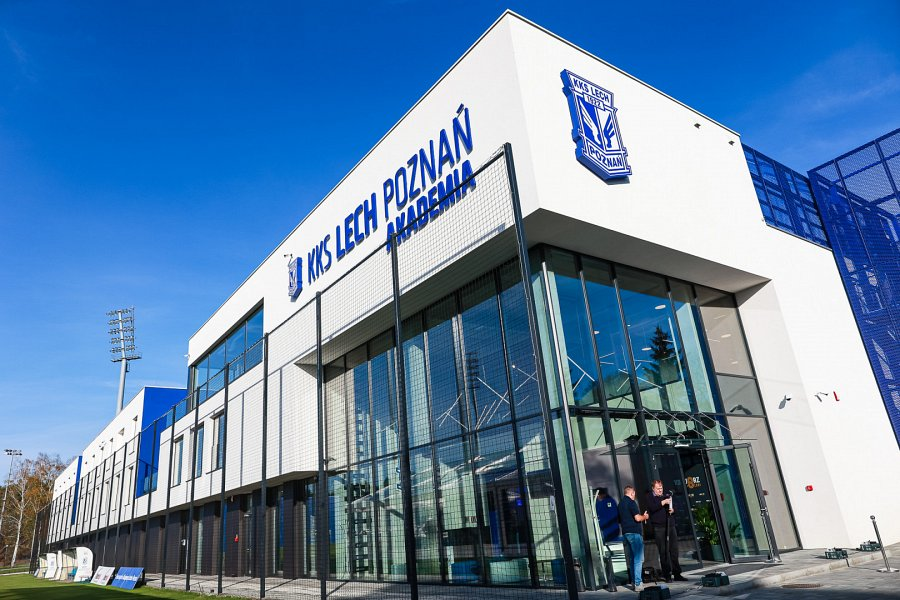 KKS LECH POZNAŃ
AKADEMIA
KKS LECH
1922
POZNAŃ